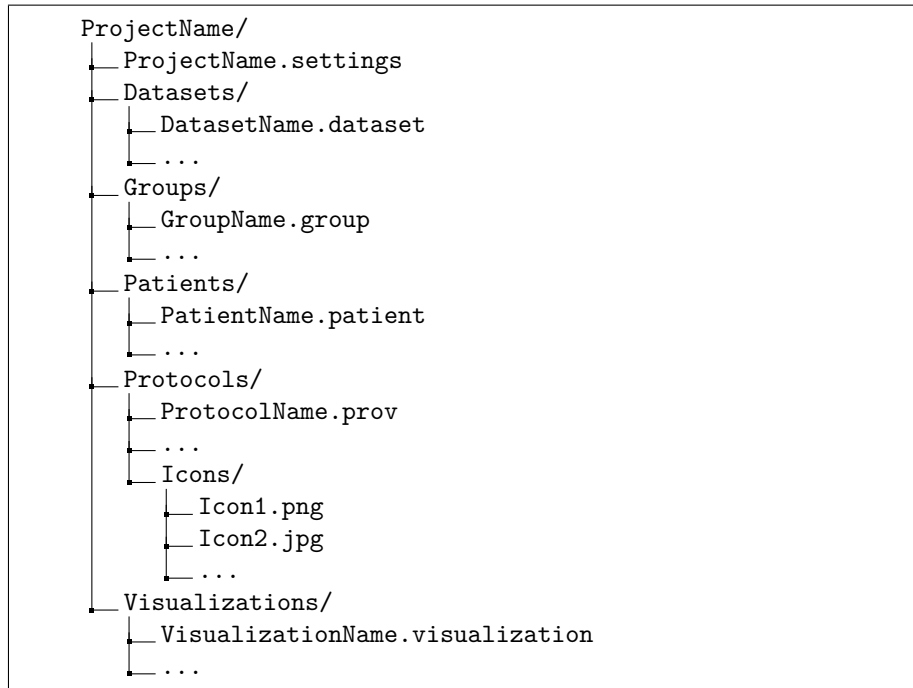 ProjectName/
ProjectName.settings
Datasets/
DatasetName.dataset
...
Groups/
GroupName.group
...
Patients/
PatientName.patient
...
Protocols/
ProtocolName.prov
...
Icons/
Icon1.png
Icon2.jpg
...
Visualizations/
VisualizationName.visualization
...